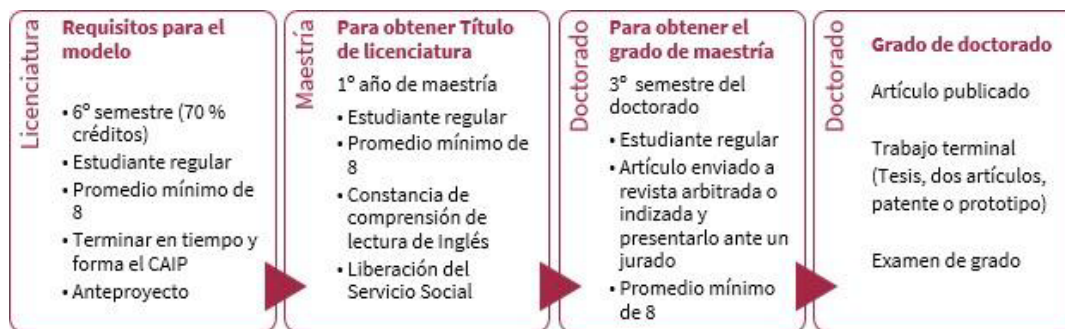 Licenciatura
Requisitos para el
modelo
• 6º semestre (70 %
créditos)
• Estudiante regular
• Promedio mínimo de
8
• Terminar en tiempo y
forma el CAIP
• Anteproyecto
Maestría
Para obtener Título
de licenciatura
1º año de maestría
• Estudiante regular
• Promedio mínimo de
8
• Constancia de
comprensión de
lectura de Inglés
• Liberación del
Servicio Social
Doctorado
Para obtener el
grado de maestría
3º semestre del
doctorado
• Estudiante regular
• Artículo enviado a
revista arbitrada o
indizada y
presentarlo ante un
jurado
• Promedio mínimo
de 8
Doctorado
Grado de doctorado
Artículo publicado
Trabajo terminal
(Tesis, dos artículos,
patente o prototipo)
Examen de grado